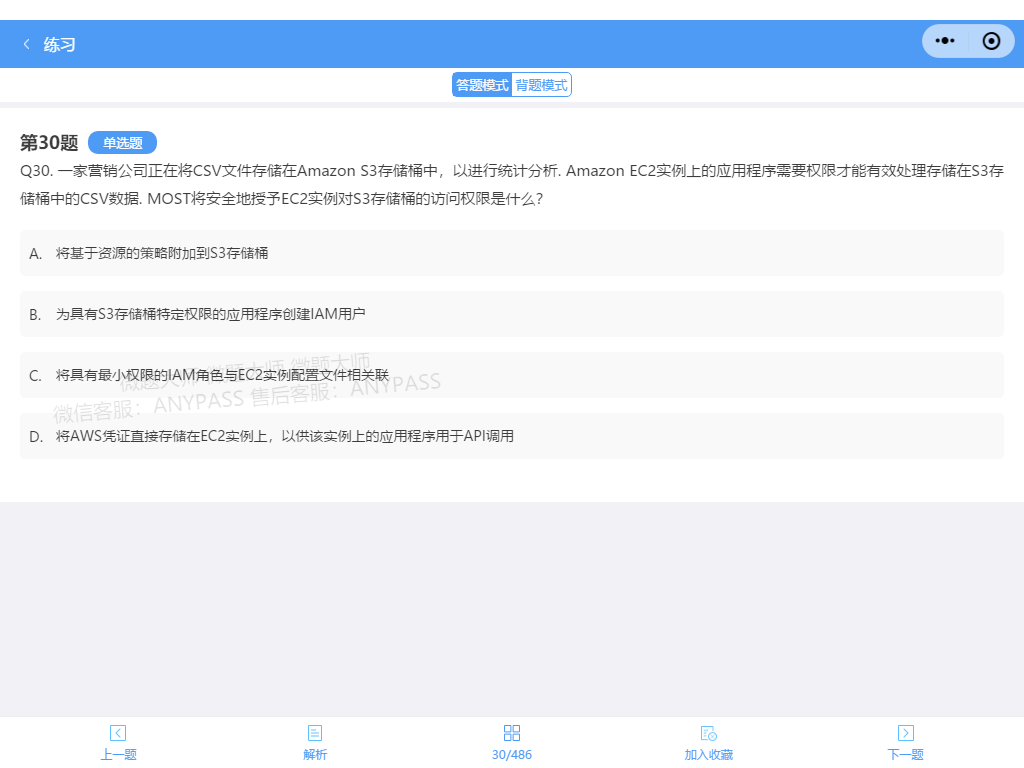 练习
答题模式 背题模式
第30题 单选题
Q30. 一家营销公司正在将CSV文件存储在Amazon S3存储桶中，以进行统计分析. Amazon EC2实例上的应用程序需要权限才能有效处理存储在S3存
储桶中的CSV数据. MOST将安全地授予EC2实例对S3存储桶的访问权限是什么？
A. 将基于资源的策略附加到S3存储桶
B. 为具有S3存储桶特定权限的应用程序创建IAM用户
微题大师 微题大师 微题大师
C. 将具有最小权限的IAM角色与EC2实例配置文件相关联
微信客服：ANYPASS 售后客服：ANYPASS
D. 将AWS凭证直接存储在EC2实例上，以供该实例上的应用程序用于API调用
上一题 解析 30/486 加入收藏 下一题